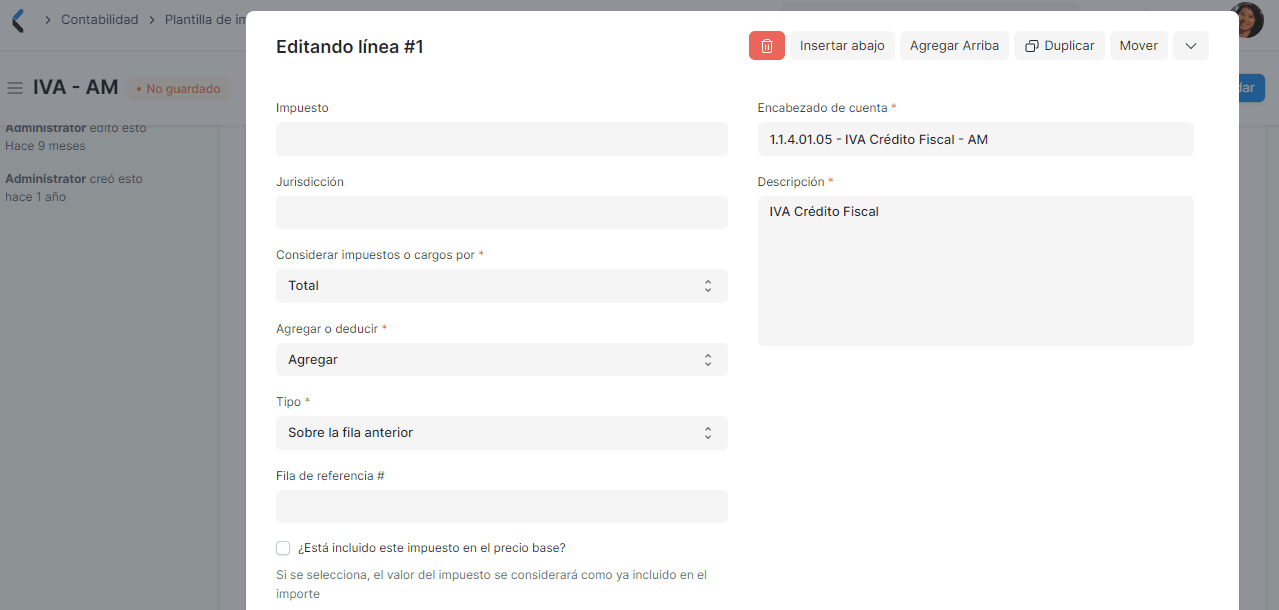 Contabilidad
Plantilla de im
Editando línea #1
Insertar abajo
Agregar Arriba
Duplicar
Mover
IVA - AM
• No guardado
dar
Administrator editó esto
Hace 9 meses
Administrator creó esto
hace 1 año
Impuesto
Encabezado de cuenta *
1.1.4.01.05 - IVA Crédito Fiscal - AM
Jurisdicción
Descripción *
IVA Crédito Fiscal
Considerar impuestos o cargos por *
Total
Agregar o deducir *
Agregar
Tipo *
Sobre la fila anterior
Fila de referencia #
¿Está incluido este impuesto en el precio base?
Si se selecciona, el valor del impuesto se considerará como ya incluido en el
importe